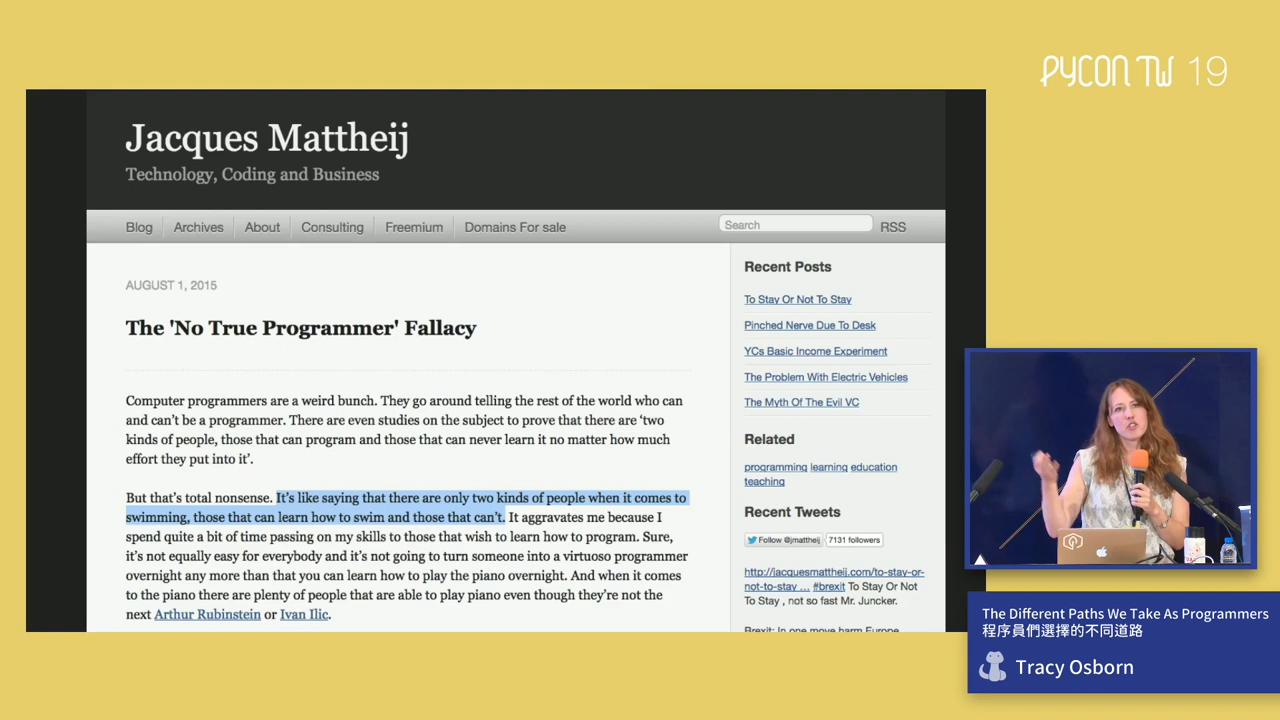 PYCON TW 19
Jacques Mattheij
Technology, Coding and Business
Blog
Archives
About
Consulting
Freemium
Domains For sale
Search
RSS
AUGUST 1, 2015
The 'No True Programmer' Fallacy
Computer programmers are a weird bunch. They go around telling the rest of the world who can
and can't be a programmer. There are even studies on the subject to prove that there are 'two
kinds of people, those that can program and those that can never learn it no matter how much
effort they put into it'.
But that's total nonsense. It's like saying that there are only two kinds of people when it comes to
swimming, those that can learn how to swim and those that can't. It aggravates me because I
spend quite a bit of time passing on my skills to those that wish to learn how to program. Sure,
it's not equally easy for everybody and it's not going to turn someone into a virtuoso programmer
overnight any more than that you can learn how to play the piano overnight. And when it comes
to the piano there are plenty of people that are able to play piano even though they're not the
next Arthur Rubinstein or Ivan Ilic.
Recent Posts
To Stay Or Not To Stay
Pinched Nerve Due To Desk
YCs Basic Income Experiment
The Problem With Electric Vehicles
The Myth Of The Evil VC
Related
programming learning education
teaching
Recent Tweets
Follow @jmattheij
7131 followers
http://jacquesmattheij.com/to-stay-or-
not-to-stay ... #brexit To Stay Or Not
To Stay , not so fast Mr. Juncker.
Brexit: In one move harm Europe
The Different Paths We Take As Programmers
程序員們選擇的不同道路
Tracy Osborn